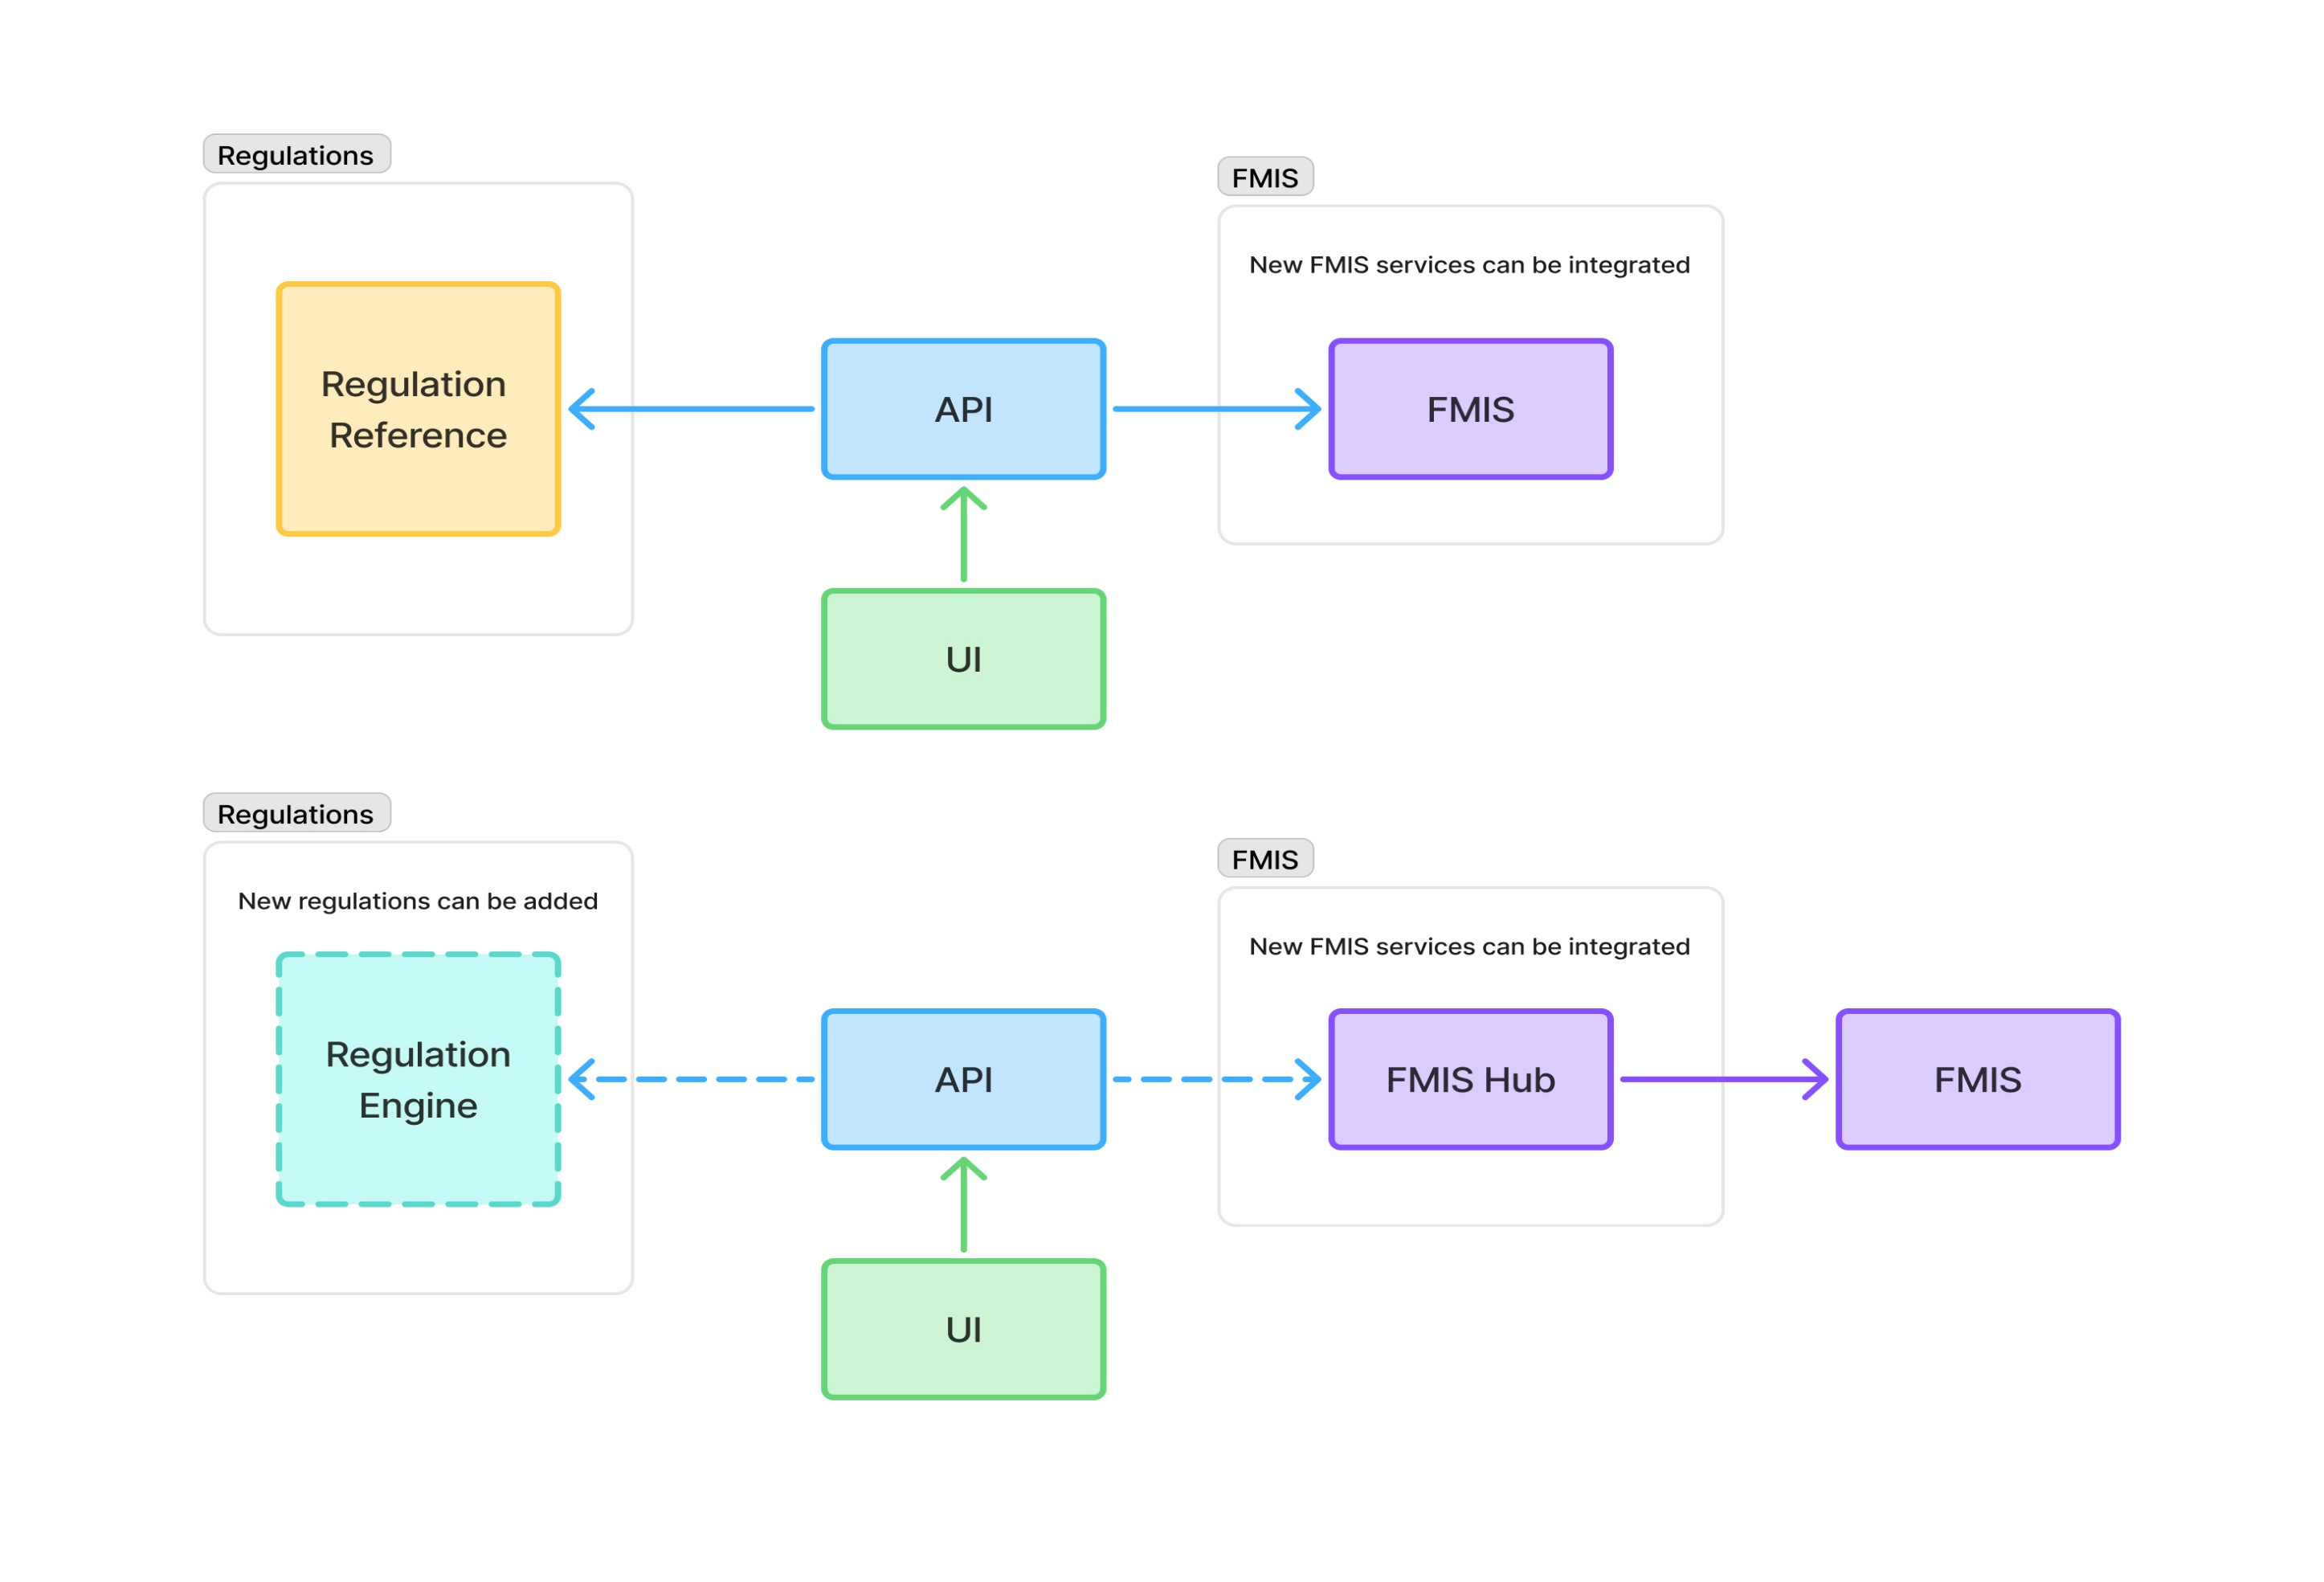 Regulations
FMIS
New FMIS services can be integrated
Regulation
Reference
API
FMIS
UI
Regulations
FMIS
New regulations can be added
New FMIS services can be integrated
Regulation
Engine
API
FMIS Hub
FMIS
UI